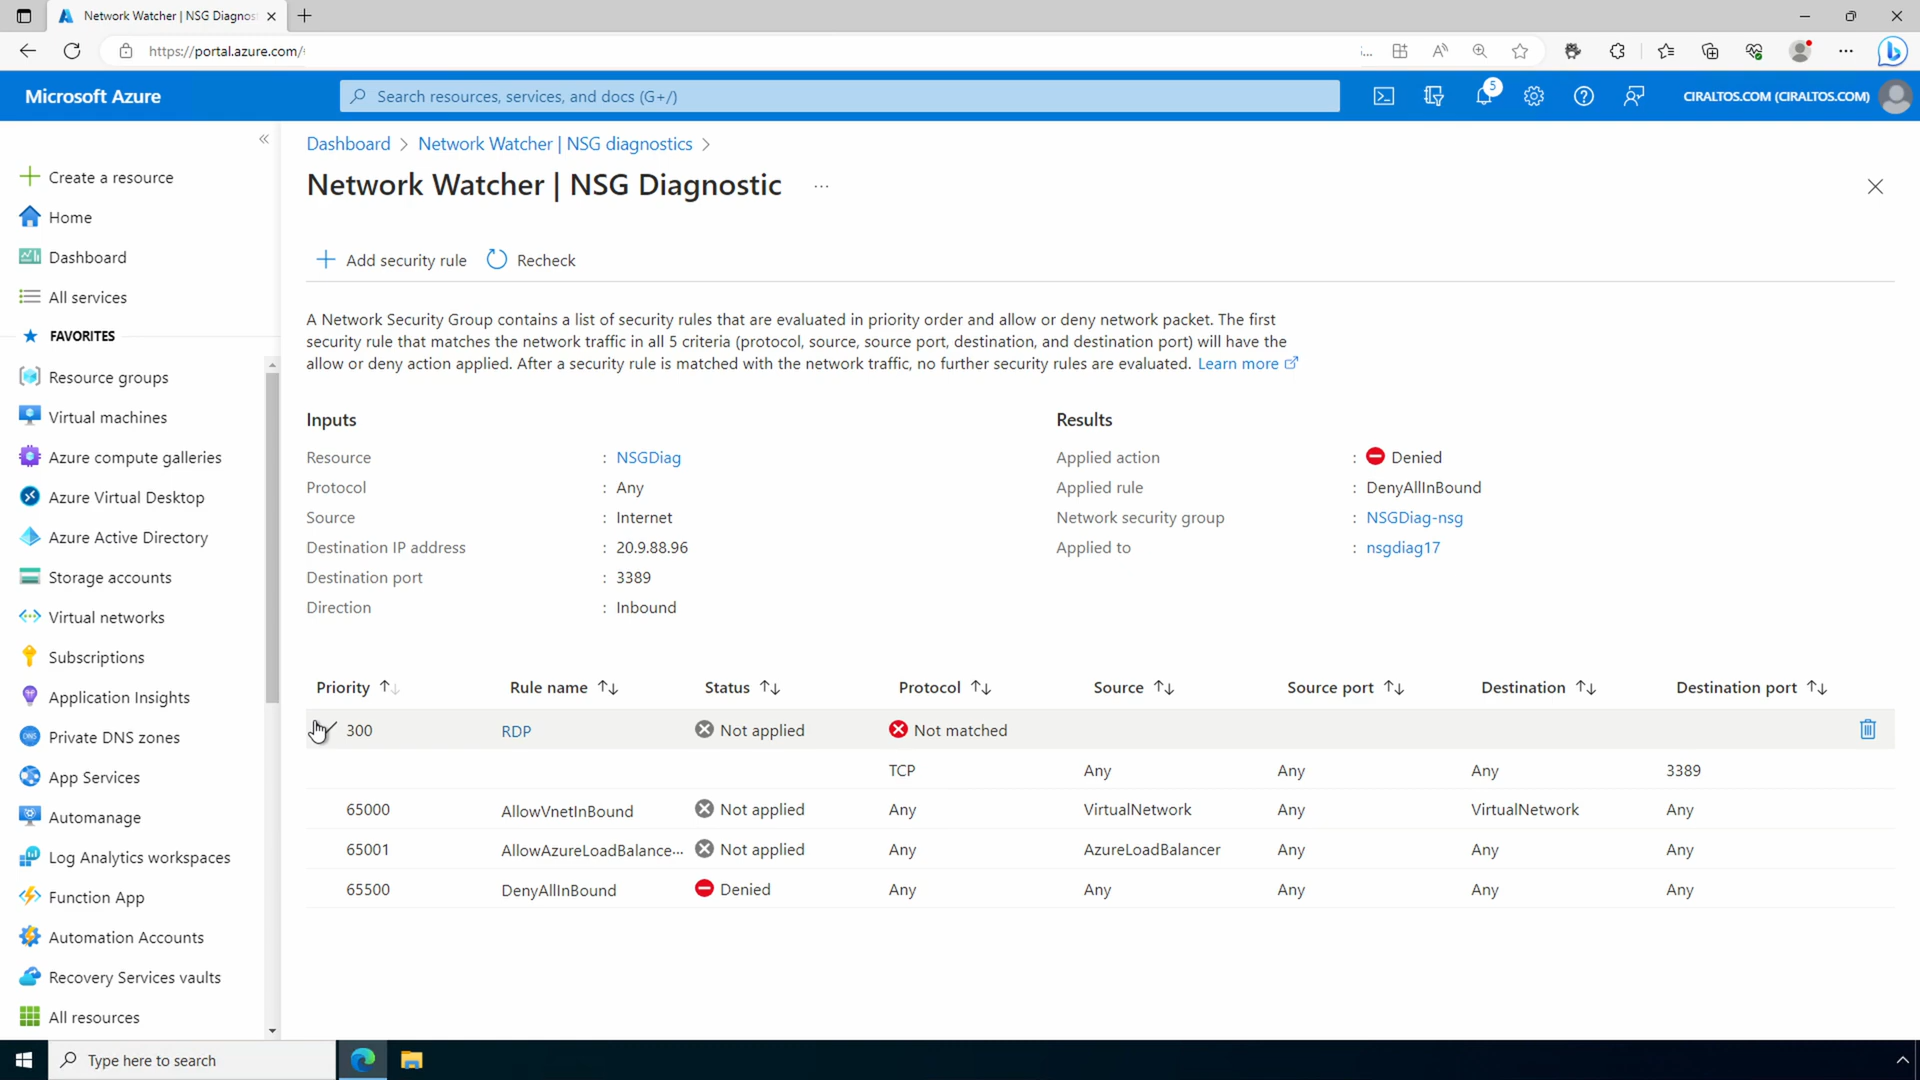 Network Watcher | NSG Diagnos
https://portal.azure.com/
Microsoft Azure
Search resources, services, and docs (G+/)
5
CIRALTOS.COM (CIRALTOS.COM)
Create a resource
Home
Dashboard
All services
FAVORITES
Resource groups
Virtual machines
Azure compute galleries
Azure Virtual Desktop
Azure Active Directory
Storage accounts
Virtual networks
Subscriptions
Application Insights
Private DNS zones
App Services
Automanage
Log Analytics workspaces
Function App
Automation Accounts
Recovery Services vaults
All resources
Dashboard > Network Watcher | NSG diagnostics >
Network Watcher | NSG Diagnostic ...
Add security rule Recheck
A Network Security Group contains a list of security rules that are evaluated in priority order and allow or deny network packet. The first
security rule that matches the network traffic in all 5 criteria (protocol, source, source port, destination, and destination port) will have the
allow or deny action applied. After a security rule is matched with the network traffic, no further security rules are evaluated. Learn more
Inputs
Resource : NSGDiag
Protocol : Any
Source : Internet
Destination IP address : 20.9.88.96
Destination port : 3389
Direction : Inbound
Results
Applied action : Denied
Applied rule : DenyAllInBound
Network security group : NSGDiag-nsg
Applied to : nsgdiag17
Priority Rule name Status Protocol Source Source port Destination Destination port
300 RDP Not applied Not matched
TCP Any Any Any 3389
65000 AllowVnetInBound Not applied Any VirtualNetwork Any VirtualNetwork Any
65001 AllowAzureLoadBalance... Not applied Any AzureLoadBalancer Any Any Any
65500 DenyAllInBound Denied Any Any Any Any Any
Type here to search